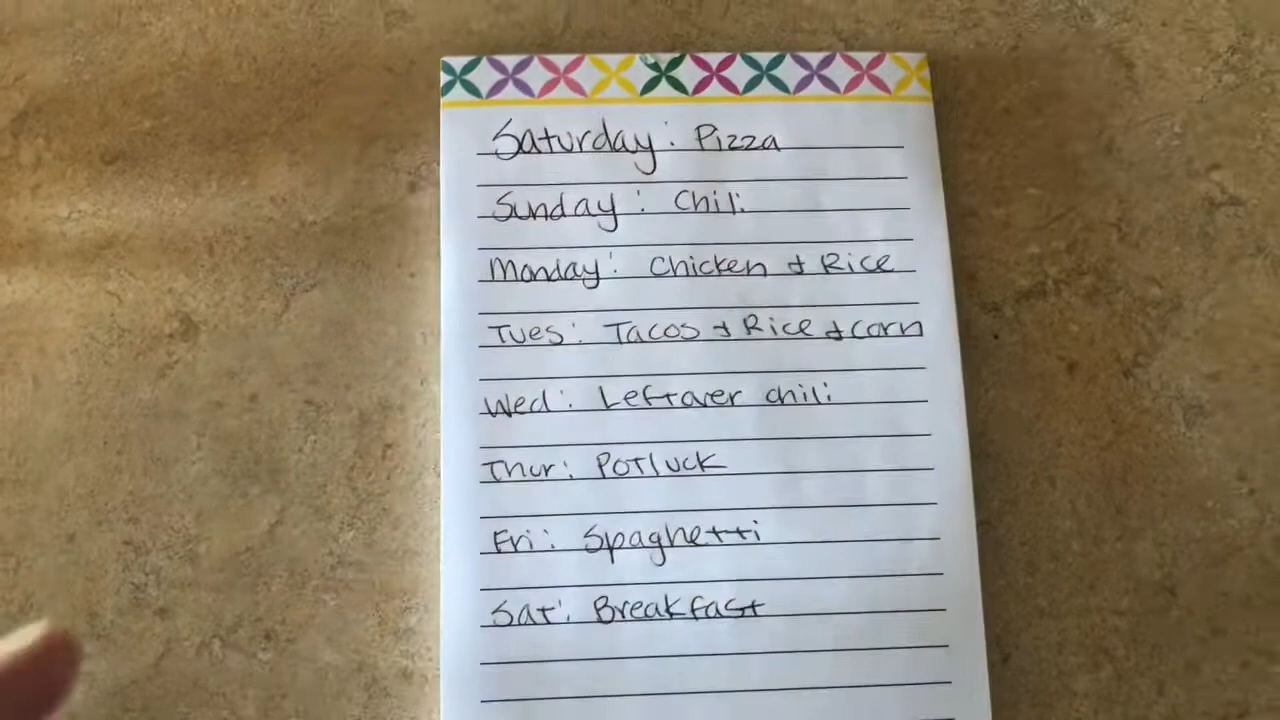 Saturday: Pizza
Sunday: Chili
Monday: Chicken & Rice
Tues: Tacos & Rice & corn
Wed: Leftover chili
Thur: Potluck
Fri: Spaghetti
Sat: Breakfast